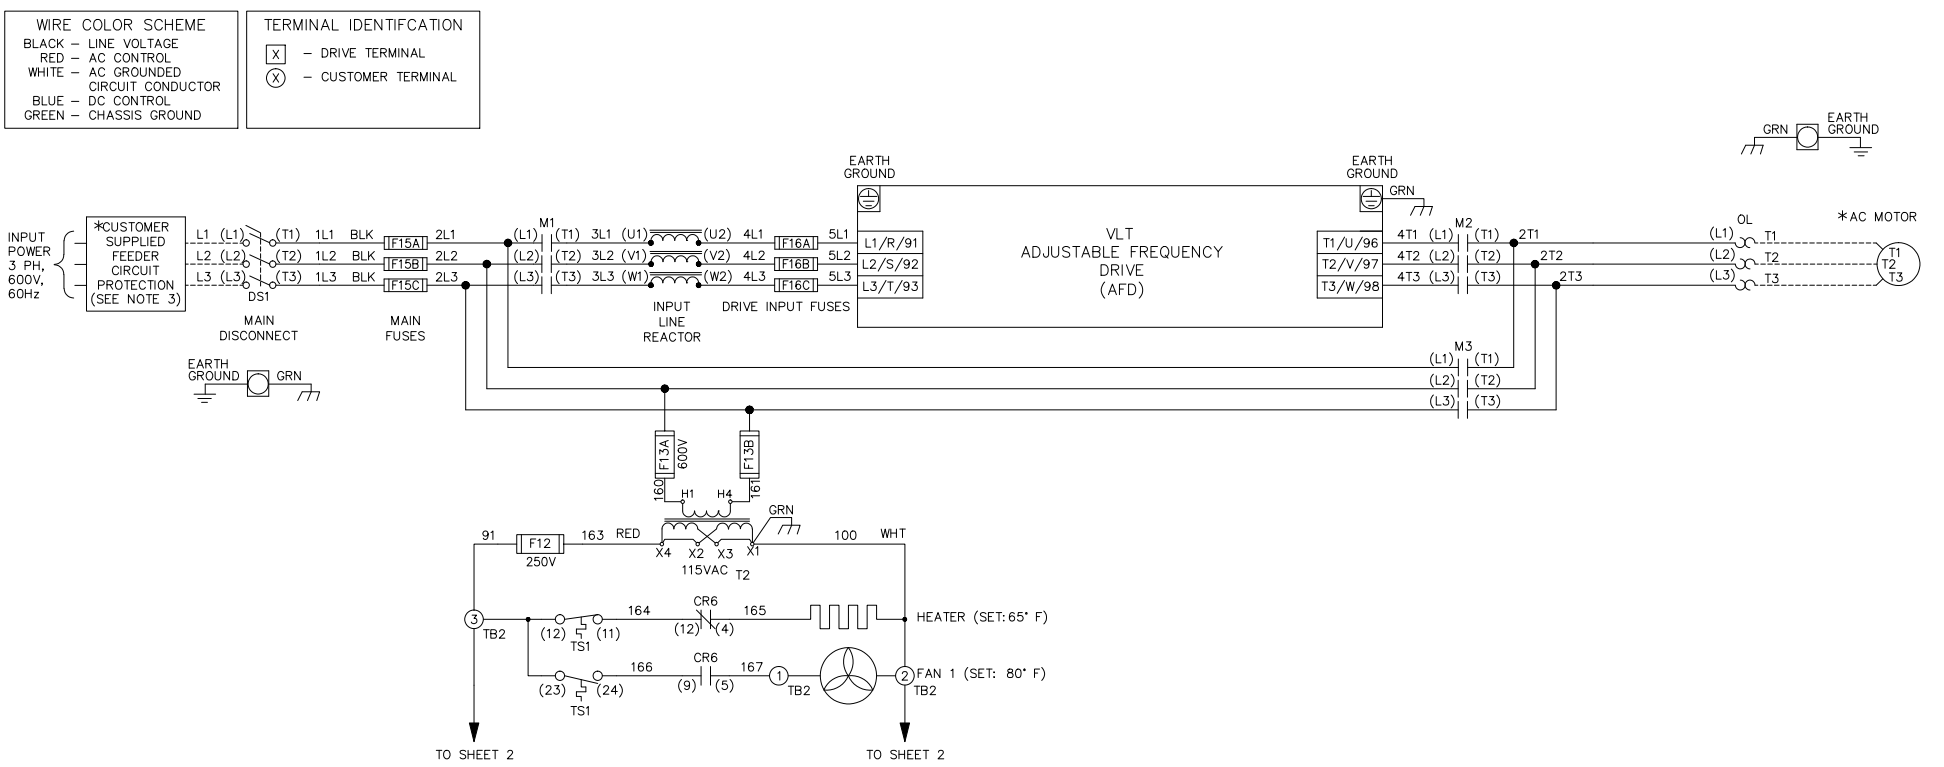 WIRE COLOR SCHEME
BLACK – LINE VOLTAGE
RED – AC CONTROL
WHITE – AC GROUNDED
CIRCUIT CONDUCTOR
BLUE – DC CONTROL
GREEN – CHASSIS GROUND
TERMINAL IDENTIFCATION
X – DRIVE TERMINAL
X – CUSTOMER TERMINAL
INPUT
POWER
3 PH,
600V,
60Hz
*CUSTOMER
SUPPLIED
FEEDER
CIRCUIT
PROTECTION
(SEE NOTE 3)
L1 (L1) (T1) 1L1 BLK F15A 2L1
L2 (L2) (T2) 1L2 BLK F15B 2L2
L3 (L3) (T3) 1L3 BLK F15C 2L3
DS1
MAIN
DISCONNECT
MAIN
FUSES
EARTH
GROUND
GRN
M1
(L1) (T1) 3L1 (U1) (U2) 4L1 F16A 5L1
(L2) (T2) 3L2 (V1) (V2) 4L2 F16B 5L2
(L3) (T3) 3L3 (W1) (W2) 4L3 F16C 5L3
INPUT
LINE
REACTOR
DRIVE INPUT FUSES
EARTH
GROUND
L1/R/91
L2/S/92
L3/T/93
VLT
ADJUSTABLE FREQUENCY
DRIVE
(AFD)
EARTH
GROUND
GRN
T1/U/96
T2/V/97
T3/W/98
M2
4T1 (L1) (T1) 2T1
4T2 (L2) (T2) 2T2
4T3 (L3) (T3) 2T3
GRN
EARTH
GROUND
OL
(L1) T1
(L2) T2
(L3) T3
*AC MOTOR
T1
T2
T3
M3
(L1) (T1)
(L2) (T2)
(L3) (T3)
F13A
600V
F13B
160
161
H1 H4
GRN
91 F12 163 RED
250V
X4 X2 X3 X1
115VAC T2
100 WHT
3
TB2
(12) (11)
TS1
164
CR6
(12) (4)
165
HEATER (SET: 65° F)
(23) (24)
TS1
166
CR6
(9) (5)
167
1
TB2
2
TB2
FAN 1 (SET: 80° F)
TO SHEET 2
TO SHEET 2